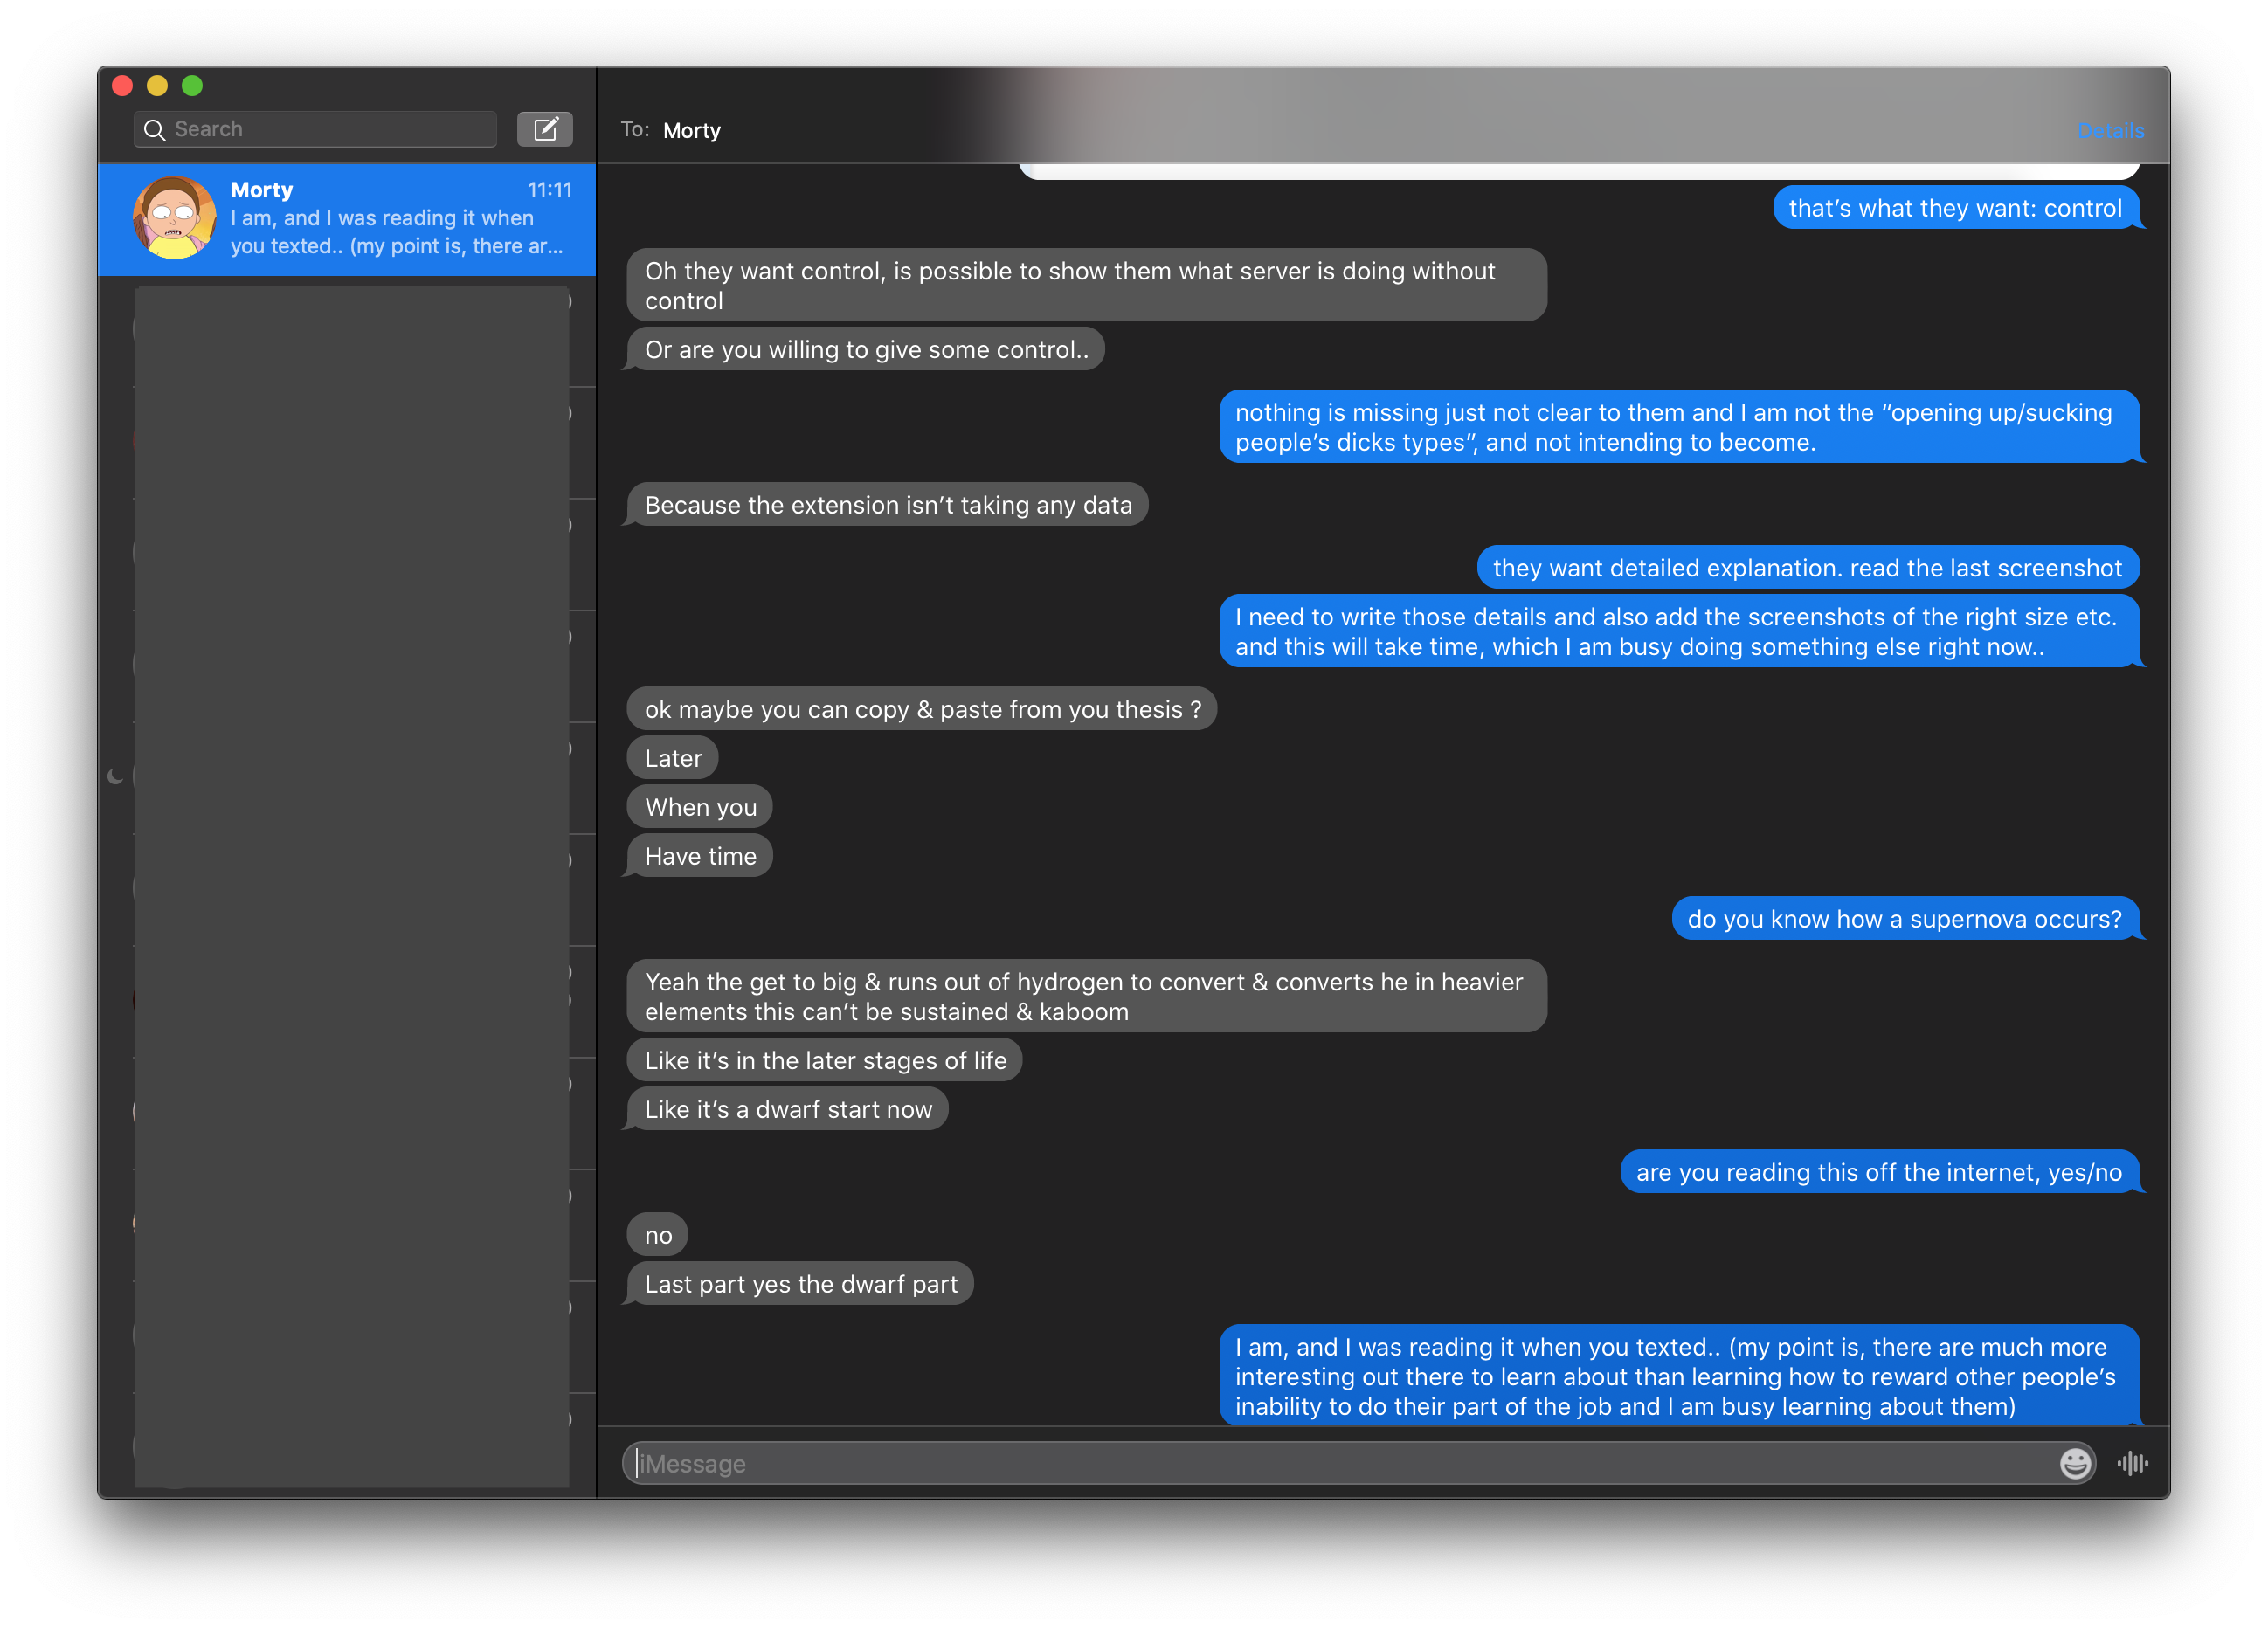 Search
Morty
11:11
I am, and I was reading it when
you texted.. (my point is, there ar...
To: Morty
Details
that’s what they want: control
Oh they want control, is possible to show them what server is doing without
control
Or are you willing to give some control..
nothing is missing just not clear to them and I am not the “opening up/sucking
people’s dicks types”, and not intending to become.
Because the extension isn’t taking any data
they want detailed explanation. read the last screenshot
I need to write those details and also add the screenshots of the right size etc.
and this will take time, which I am busy doing something else right now..
ok maybe you can copy & paste from you thesis ?
Later
When you
Have time
do you know how a supernova occurs?
Yeah the get to big & runs out of hydrogen to convert & converts he in heavier
elements this can’t be sustained & kaboom
Like it’s in the later stages of life
Like it’s a dwarf start now
are you reading this off the internet, yes/no
no
Last part yes the dwarf part
I am, and I was reading it when you texted.. (my point is, there are much more
interesting out there to learn about than learning how to reward other people’s
inability to do their part of the job and I am busy learning about them)
iMessage